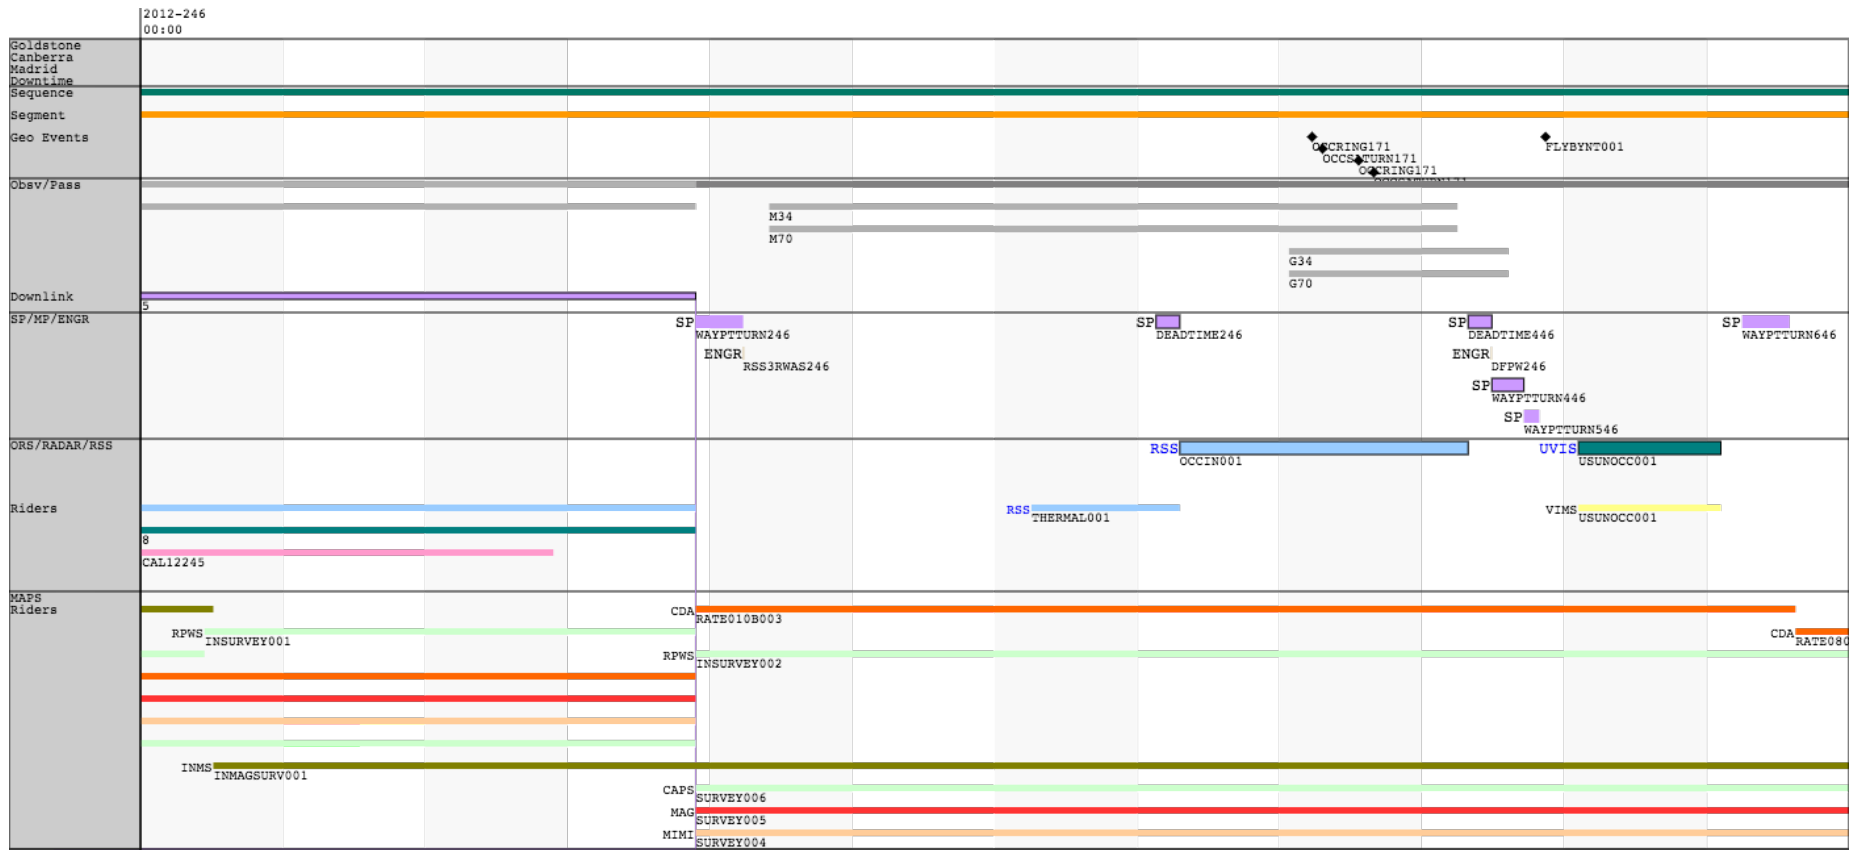 2012-246
00:00
Goldstone
Canberra
Madrid
Downtime
Sequence
Segment
Geo Events
OCCRING171
FLYBYNT001
OCCSATURN171
OCCRING171
OCCSATURN171
Obsv/Pass
M34
M70
G34
G70
Downlink
5
SP/MP/ENGR
SP
WAYPTTURN246
SP
DEADTIME246
SP
DEADTIME446
SP
WAYPTTURN646
ENGR
RSS3RWAS246
ENGR
DFPW246
SP
WAYPTTURN446
SP
WAYPTTURN546
ORS/RADAR/RSS
RSS
OCCIN001
UVIS
USUNOCC001
Riders
RSS
THERMAL001
VIMS
USUNOCC001
8
CAL12245
MAPS
Riders
CDA
RATE010B003
RPWS
INSURVEY001
CDA
RATE080
RPWS
INSURVEY002
INMS
INMAGSURV001
CAPS
SURVEY006
MAG
SURVEY005
MIMI
SURVEY004